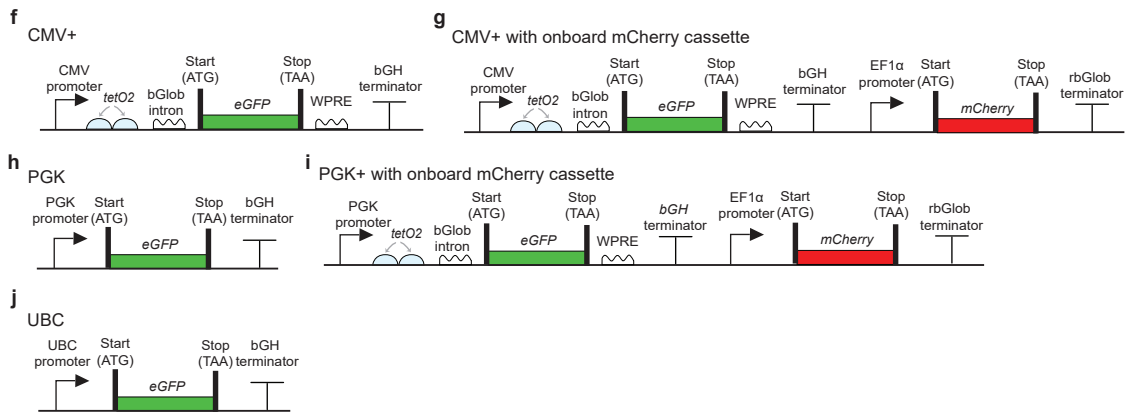 f
CMV+
CMV
promoter
tetO2
bGlob
intron
Start
(ATG)
eGFP
Stop
(TAA)
WPRE
bGH
terminator
g
CMV+ with onboard mCherry cassette
CMV
promoter
tetO2
bGlob
intron
Start
(ATG)
eGFP
Stop
(TAA)
WPRE
bGH
terminator
EF1α
promoter
Start
(ATG)
mCherry
Stop
(TAA)
rbGlob
terminator
h
PGK
PGK
promoter
Start
(ATG)
eGFP
Stop
(TAA)
bGH
terminator
i
PGK+ with onboard mCherry cassette
PGK
promoter
tetO2
bGlob
intron
Start
(ATG)
eGFP
Stop
(TAA)
WPRE
bGH
terminator
EF1α
promoter
Start
(ATG)
mCherry
Stop
(TAA)
rbGlob
terminator
j
UBC
UBC
promoter
Start
(ATG)
eGFP
Stop
(TAA)
bGH
terminator